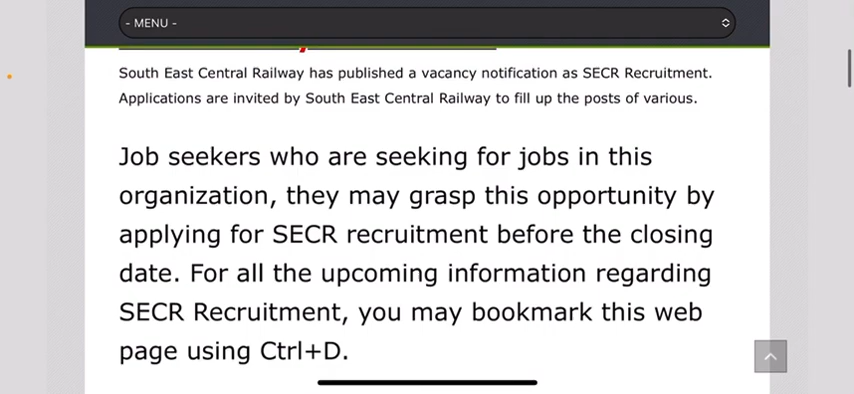 - MENU -
South East Central Railway has published a vacancy notification as SECR Recruitment.
Applications are invited by South East Central Railway to fill up the posts of various.
Job seekers who are seeking for jobs in this
organization, they may grasp this opportunity by
applying for SECR recruitment before the closing
date. For all the upcoming information regarding
SECR Recruitment, you may bookmark this web
page using Ctrl+D.